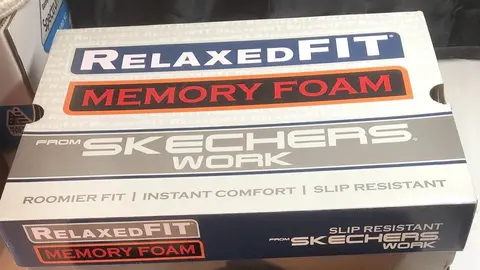 RELAXEDFIT®
MEMORY FOAM
FROM SKECHERS®
WORK
ROOMIER FIT | INSTANT COMFORT | SLIP RESISTANT
RELAXEDFIT®
MEMORY FOAM
SLIP RESISTANT
FROM SKECHERS
WORK